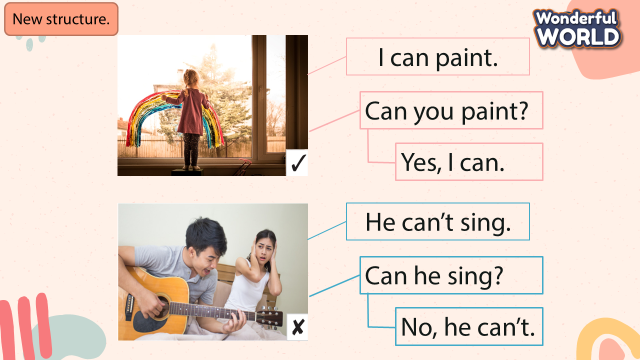 New structure.
Wonderful
WORLD
I can paint.
Can you paint?
Yes, I can.
He can’t sing.
Can he sing?
No, he can’t.